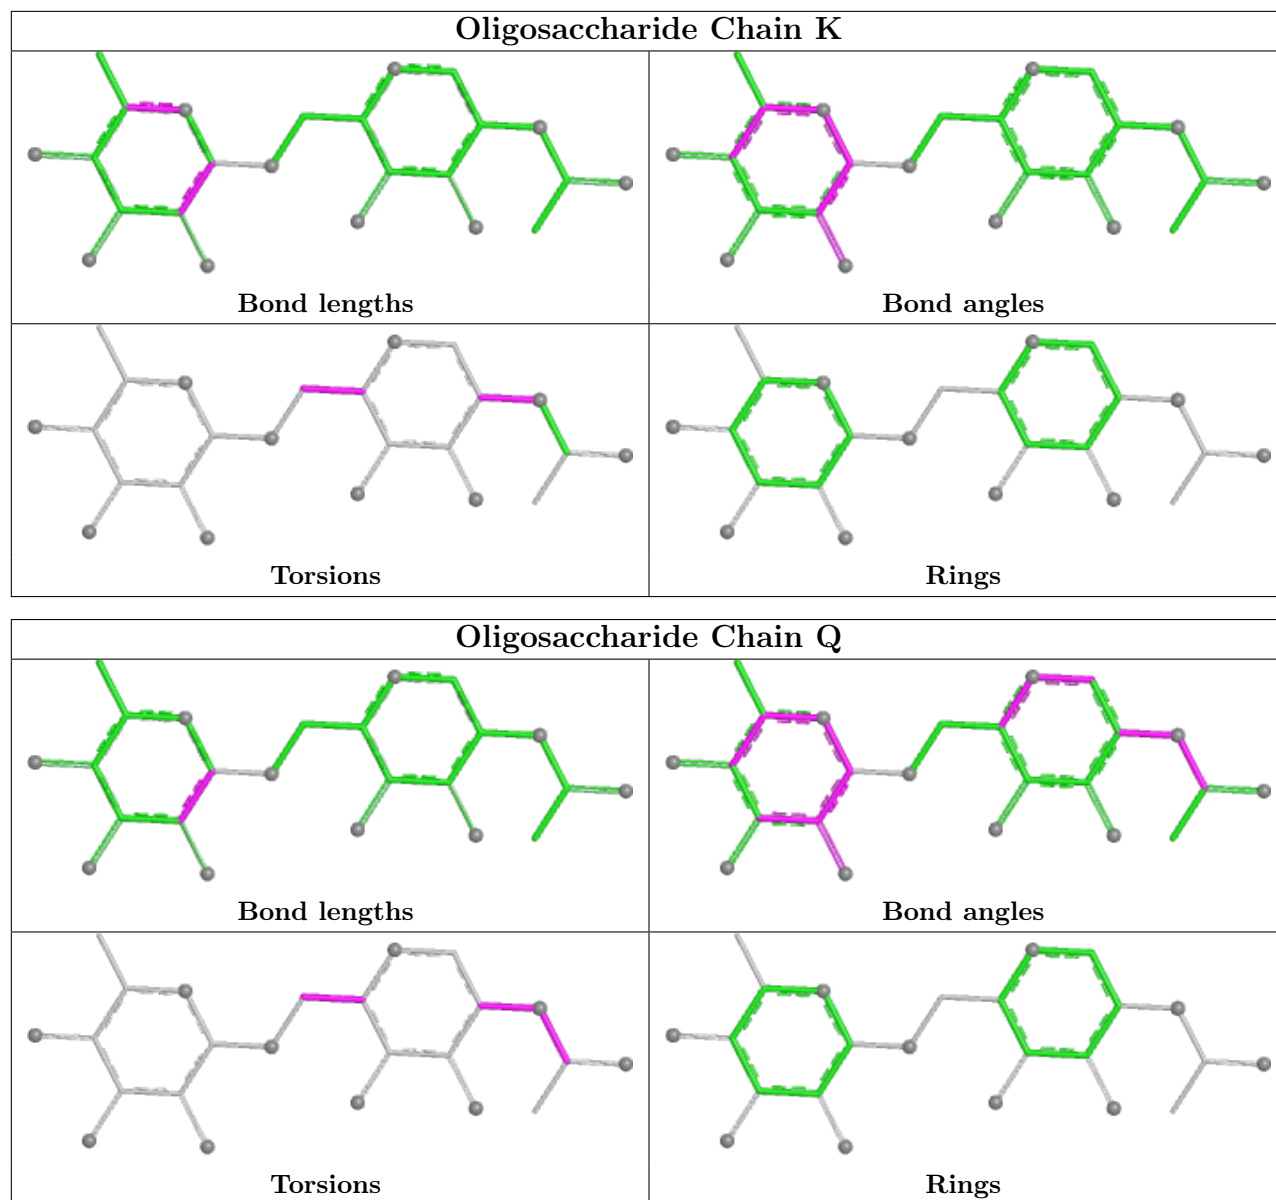 Oligosaccharide Chain K
Bond lengths
Bond angles
Torsions
Rings
Oligosaccharide Chain Q
Bond lengths
Bond angles
Torsions
Rings